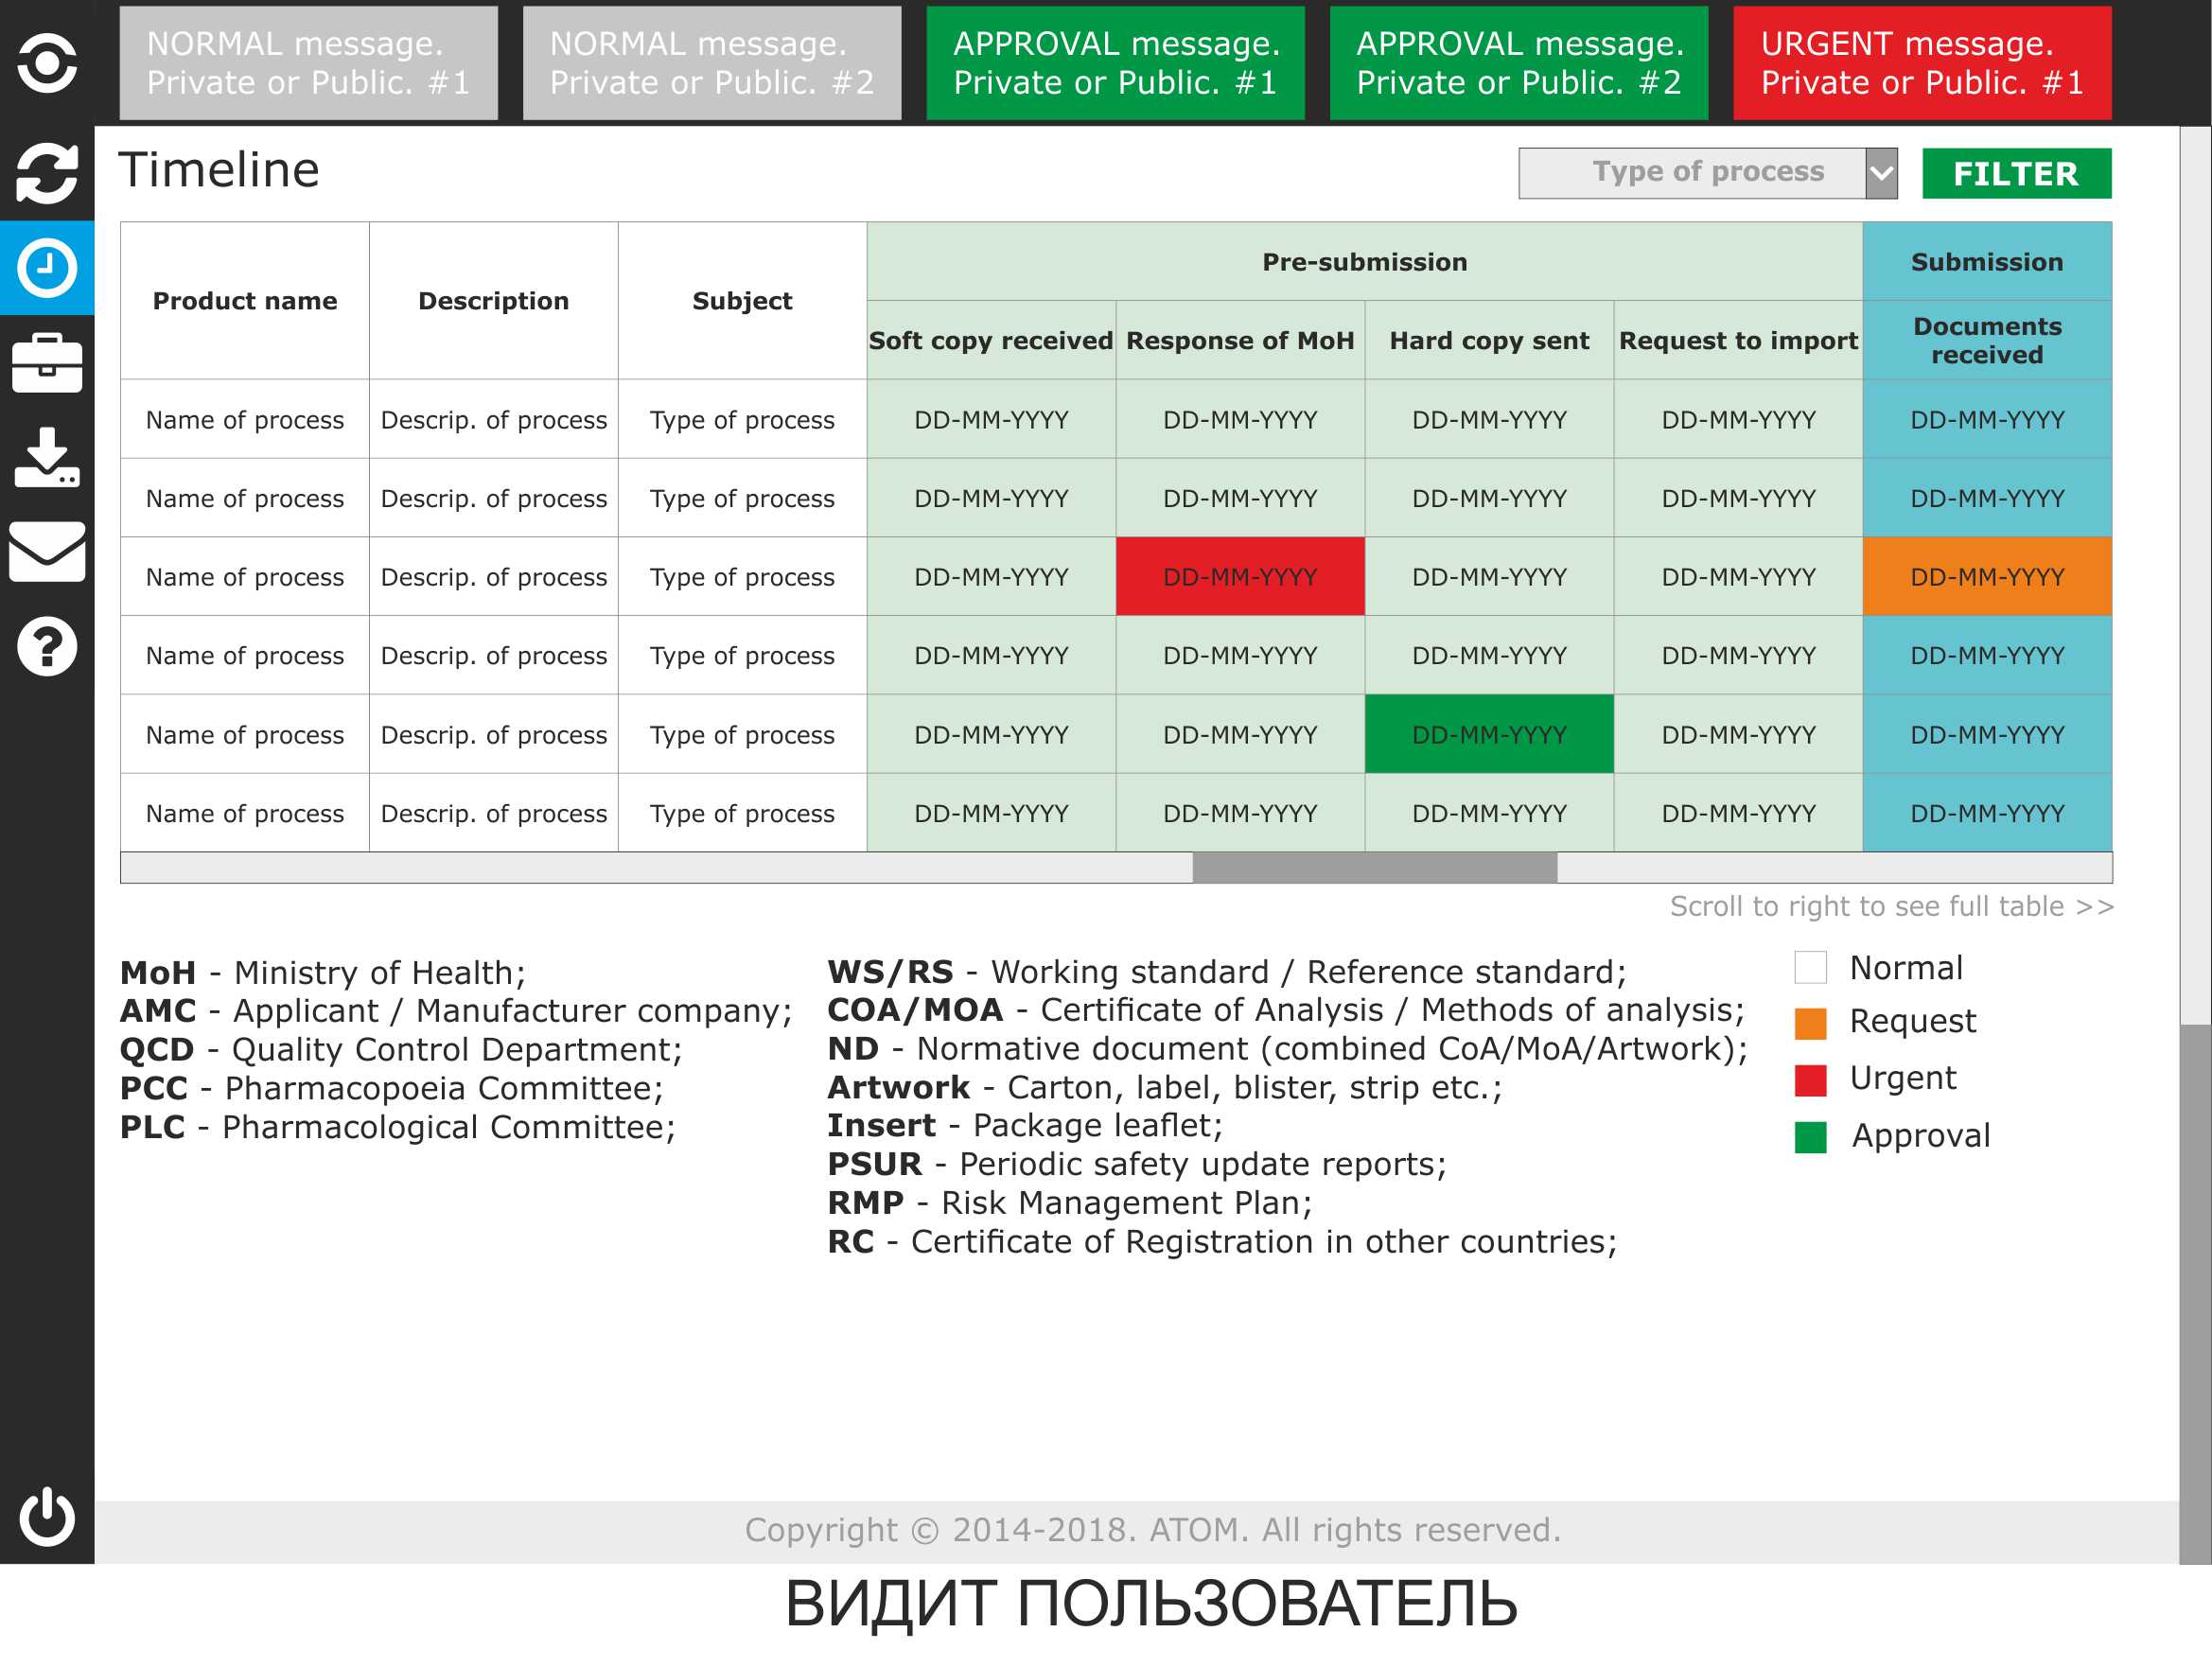 NORMAL message.
Private or Public. #1
NORMAL message.
Private or Public. #2
APPROVAL message.
Private or Public. #1
APPROVAL message.
Private or Public. #2
URGENT message.
Private or Public. #1
Timeline
Type of process
FILTER
Product name
Description
Subject
Pre-submission
Submission
Soft copy received
Response of MoH
Hard copy sent
Request to import
Documents
received
Name of process Descrip. of process Type of process DD-MM-YYYY DD-MM-YYYY DD-MM-YYYY DD-MM-YYYY DD-MM-YYYY
Name of process Descrip. of process Type of process DD-MM-YYYY DD-MM-YYYY DD-MM-YYYY DD-MM-YYYY DD-MM-YYYY
Name of process Descrip. of process Type of process DD-MM-YYYY DD-MM-YYYY DD-MM-YYYY DD-MM-YYYY DD-MM-YYYY
Name of process Descrip. of process Type of process DD-MM-YYYY DD-MM-YYYY DD-MM-YYYY DD-MM-YYYY DD-MM-YYYY
Name of process Descrip. of process Type of process DD-MM-YYYY DD-MM-YYYY DD-MM-YYYY DD-MM-YYYY DD-MM-YYYY
Name of process Descrip. of process Type of process DD-MM-YYYY DD-MM-YYYY DD-MM-YYYY DD-MM-YYYY DD-MM-YYYY
Scroll to right to see full table >>
MoH - Ministry of Health;
AMC - Applicant / Manufacturer company;
QCD - Quality Control Department;
PCC - Pharmacopoeia Committee;
PLC - Pharmacological Committee;
WS/RS - Working standard / Reference standard;
COA/MOA - Certificate of Analysis / Methods of analysis;
ND - Normative document (combined CoA/MoA/Artwork);
Artwork - Carton, label, blister, strip etc.;
Insert - Package leaflet;
PSUR - Periodic safety update reports;
RMP - Risk Management Plan;
RC - Certificate of Registration in other countries;
Normal
Request
Urgent
Approval
Copyright © 2014-2018. ATOM. All rights reserved.
ВИДИТ ПОЛЬЗОВАТЕЛЬ